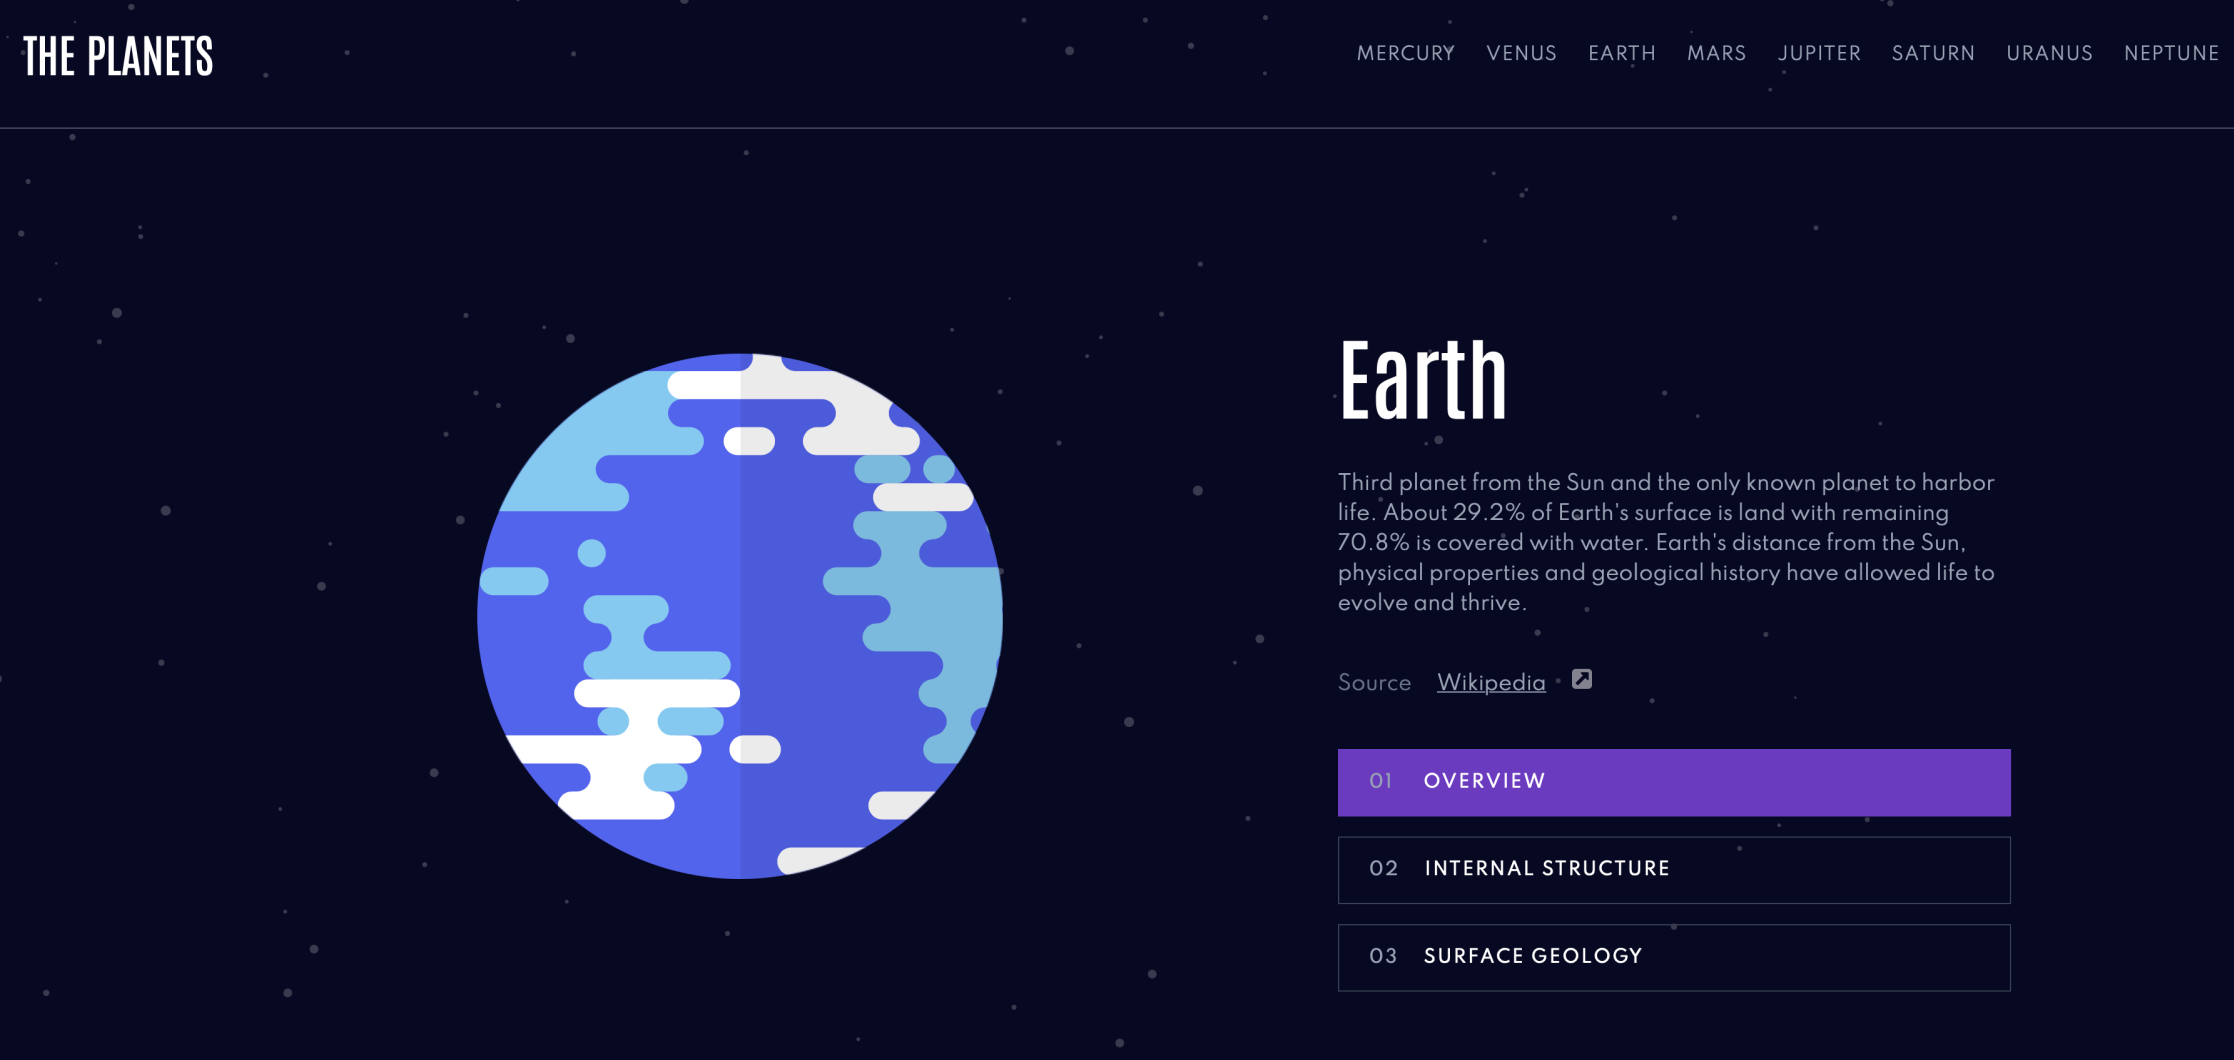 THE PLANETS
MERCURY VENUS EARTH MARS JUPITER SATURN URANUS NEPTUNE
Earth
Third planet from the Sun and the only known planet to harbor
life. About 29.2% of Earth's surface is land with remaining
70.8% is covered with water. Earth's distance from the Sun,
physical properties and geological history have allowed life to
evolve and thrive.
Source Wikipedia
01 OVERVIEW
02 INTERNAL STRUCTURE
03 SURFACE GEOLOGY